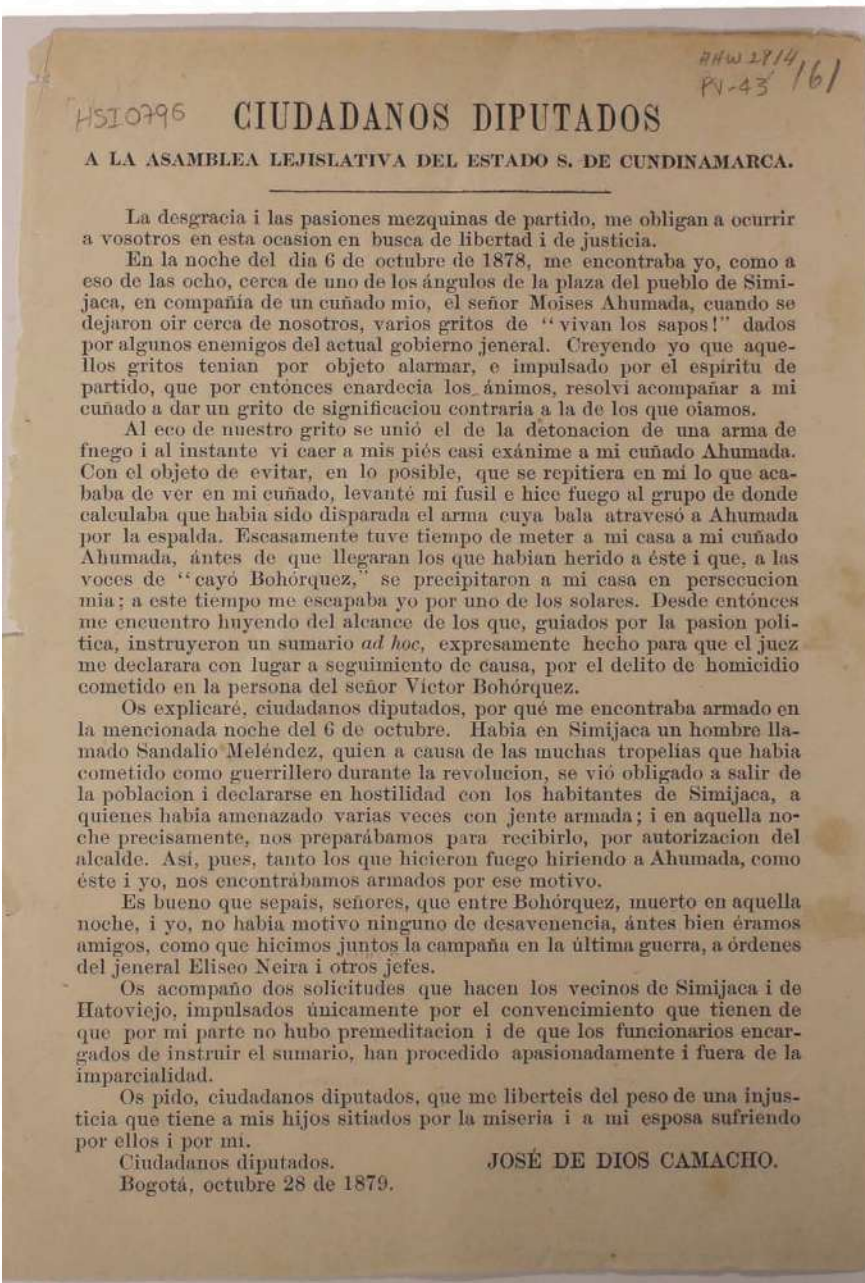 AHW 2914
PV-43 161
HSI0796
CIUDADANOS DIPUTADOS
A LA ASAMBLEA LEJISLATIVA DEL ESTADO S. DE CUNDINAMARCA.
La desgracia i las pasiones mezquinas de partido, me obligan a ocurrir
a vosotros en esta ocasion en busca de libertad i de justicia.
En la noche del dia 6 de octubre de 1878, me encontraba yo, como a
eso de las ocho, cerca de uno de los ángulos de la plaza del pueblo de Simi-
jaca, en compañía de un cuñado mio, el señor Moises Ahumada, cuando se
dejaron oir cerca de nosotros, varios gritos de “vivan los sapos!” dados
por algunos enemigos del actual gobierno jeneral. Creyendo yo que aque-
llos gritos tenian por objeto alarmar, e impulsado por el espíritu de
partido, que por entónces enardecia los ánimos, resolví acompañar a mi
cuñado a dar un grito de significaciou contraria a la de los que oiamos.
Al eco de nuestro grito se unió el de la detonacion de una arma de
fnego i al instante vi caer a mis piés casi exánime a mi cuñado Ahumada.
Con el objeto de evitar, en lo posible, que se repitiera en mi lo que aca-
baba de ver en mi cuñado, levanté mi fusil e hice fuego al grupo de donde
calculaba que habia sido disparada el arma cuya bala atravesó a Ahumada
por la espalda. Escasamente tuve tiempo de meter a mi casa a mi cuñado
Ahumada, ántes de que llegaran los que habian herido a éste i que, a las
voces de “cayó Bohórquez,” se precipitaron a mi casa en persecucion
mia; a este tiempo me escapaba yo por uno de los solares. Desde entónces
me encuentro huyendo del alcance de los que, guiados por la pasion polí-
tica, instruyeron un sumario ad hoc, expresamente hecho para que el juez
me declarara con lugar a seguimiento de causa, por el delito de homicidio
cometido en la persona del señor Víctor Bohórquez.
Os explicaré, ciudadanos diputados, por qué me encontraba armado en
la mencionada noche del 6 de octubre. Habia en Simijaca un hombre lla-
mado Sandalio Meléndez, quien a causa de las muchas tropelías que habia
cometido como guerrillero durante la revolucion, se vió obligado a salir de
la poblacion i declararse en hostilidad con los habitantes de Simijaca, a
quienes habia amenazado varias veces con jente armada; i en aquella no-
che precisamente, nos preparábamos para recibirlo, por autorizacion del
alcalde. Así, pues, tanto los que hicieron fuego hiriendo a Ahumada, como
éste i yo, nos encontrábamos armados por ese motivo.
Es bueno que sepais, señores, que entre Bohórquez, muerto en aquella
noche, i yo, no habia motivo ninguno de desavenencia, ántes bien éramos
amigos, como que hicimos juntos la campaña en la última guerra, a órdenes
del jeneral Eliseo Neira i otros jefes.
Os acompaño dos solicitudes que hacen los vecinos de Simijaca i de
Hatoviejo, impulsados únicamente por el convencimiento que tienen de
que por mi parte no hubo premeditacion i de que los funcionarios encar-
gados de instruir el sumario, han procedido apasionadamente i fuera de la
imparcialidad.
Os pido, ciudadanos diputados, que me liberteis del peso de una injus-
ticia que tiene a mis hijos sitiados por la miseria i a mi esposa sufriendo
por ellos i por mí.
Ciudadanos diputados. JOSÉ DE DIOS CAMACHO.
Bogotá, octubre 28 de 1879.